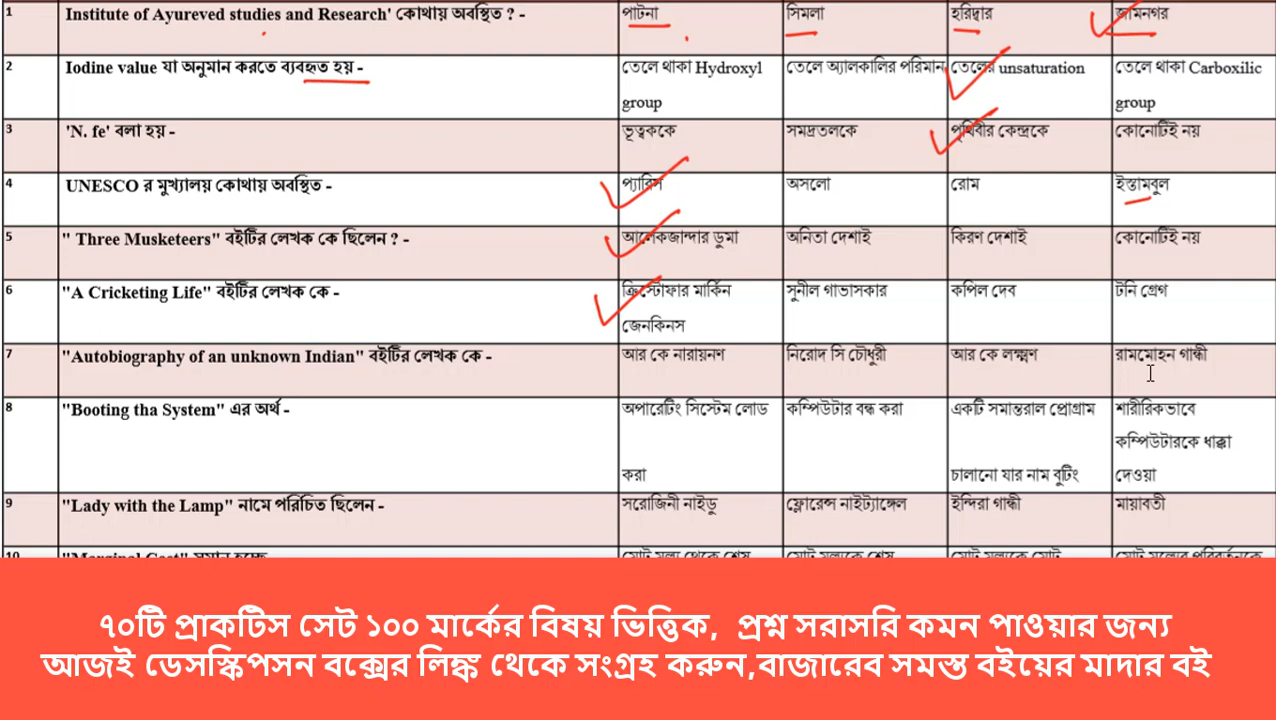 1 Institute of Ayureved studies and Research' কোথায় অবস্থিত ? - পাটনা সিমলা হরিদ্বার জামনগর
2 Iodine value যা অনুমান করতে ব্যবহৃত হয় - তেলে থাকা Hydroxyl তেলে অ্যালকালির পরিমান তেলের unsaturation তেলে থাকা Carboxilic
group group
3 'N. fe' বলা হয় - ভূত্বককে সমদ্রতলকে পৃথিবীর কেন্দ্রকে কোনোটিই নয়
4 UNESCO র মুখ্যালয় কোথায় অবস্থিত - প্যারিস অসলো রোম ইস্তামবুল
5 " Three Musketeers" বইটির লেখক কে ছিলেন ? - আলেকজান্দার ডুমা অনিতা দেশাই কিরণ দেশাই কোনোটিই নয়
6 "A Cricketing Life" বইটির লেখক কে - ক্রিস্টোফার মার্কিন সুনীল গাভাসকার কপিল দেব টনি গ্রেগ
জেনকিনস
7 "Autobiography of an unknown Indian" বইটির লেখক কে - আর কে নারায়নণ নিরোদ সি চৌধুরী আর কে লক্ষ্মণ রামমোহন গান্ধী
8 "Booting tha System" এর অর্থ - অপারেটিং সিস্টেম লোড কম্পিউটার বন্ধ করা একটি সমান্তরাল প্রোগ্রাম শারীরিকভাবে
কম্পিউটারকে ধাক্কা
করা চালানো যার নাম বুটিং দেওয়া
9 "Lady with the Lamp" নামে পরিচিত ছিলেন - সরোজিনী নাইডু ফ্লোরেন্স নাইট্যাঙ্গেল ইন্দিরা গান্ধী মায়াবতী
৭০টি প্রাকটিস সেট ১০০ মার্কের বিষয় ভিত্তিক, প্রশ্ন সরাসরি কমন পাওয়ার জন্য
আজই ডেসস্ক্রিপসন বক্সের লিঙ্ক থেকে সংগ্রহ করুন,বাজারেব সমস্ত বইয়ের মাদার বই